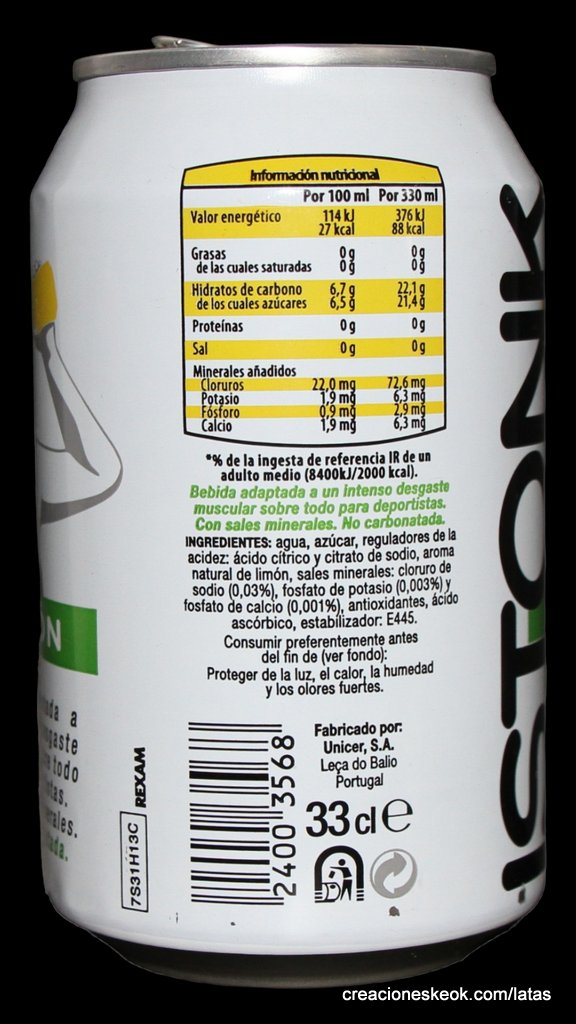 Información nutricional
Por 100 ml Por 330 ml
Valor energético 114 kJ 376 kJ
27 kcal 88 kcal
Grasas 0 g 0 g
de las cuales saturadas 0 g 0 g
Hidratos de carbono 6,7 g 22,1 g
de los cuales azúcares 6,5 g 21,4 g
Proteínas 0 g 0 g
Sal 0 g 0 g
Minerales añadidos
Cloruros 22,0 mg 72,6 mg
Potasio 1,9 mg 6,3 mg
Fósforo 0,9 mg 2,9 mg
Calcio 1,9 mg 6,3 mg
*% de la ingesta de referencia IR de un
adulto medio (8400kJ/2000 kcal).
Bebida adaptada a un intenso desgaste
muscular sobre todo para deportistas.
Con sales minerales. No carbonatada.
INGREDIENTES: agua, azúcar, reguladores de la
acidez: ácido cítrico y citrato de sodio, aroma
natural de limón, sales minerales: cloruro de
sodio (0,03%), fosfato de potasio (0,003%) y
fosfato de calcio (0,001%), antioxidantes, ácido
ascórbico, estabilizador: E445.
Consumir preferentemente antes
del fin de (ver fondo):
Proteger de la luz, el calor, la humedad
y los olores fuertes.
Fabricado por:
Unicer, S.A.
Leça do Balio
Portugal
33 cl e
2400 3568
REXAM
7S31H13C
ISTONK
creacioneskeok.com/latas